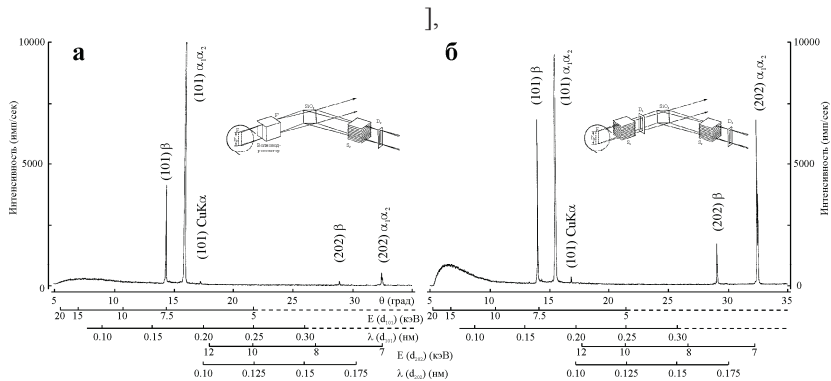 ],
а
б
10000
5000
0
Интенсивность (имп/сек)
(101) β
(101) α₁α₂
(101) CuKα
(202) β
(202) α₁α₂
SiO₂
Волновод-
5 10 15 20 25 30 θ (град)
20 15 10 7.5 5 E (d₁₀₁) (кэВ)
0.10 0.15 0.20 0.25 0.30 λ (d₁₀₁) (нм)
12 10 8 7 E (d₂₀₂) (кэВ)
0.10 0.125 0.15 0.175 λ (d₂₀₂) (нм)
10000
5000
0
Интенсивность (имп/сек)
(101) β
(101) α₁α₂
(101) CuKα
(202) β
(202) α₁α₂
SiO₂
5 10 15 20 25 30 35
20 15 10 7.5 5
0.10 0.15 0.20 0.25 0.30
12 10 8 7
0.10 0.125 0.15 0.175